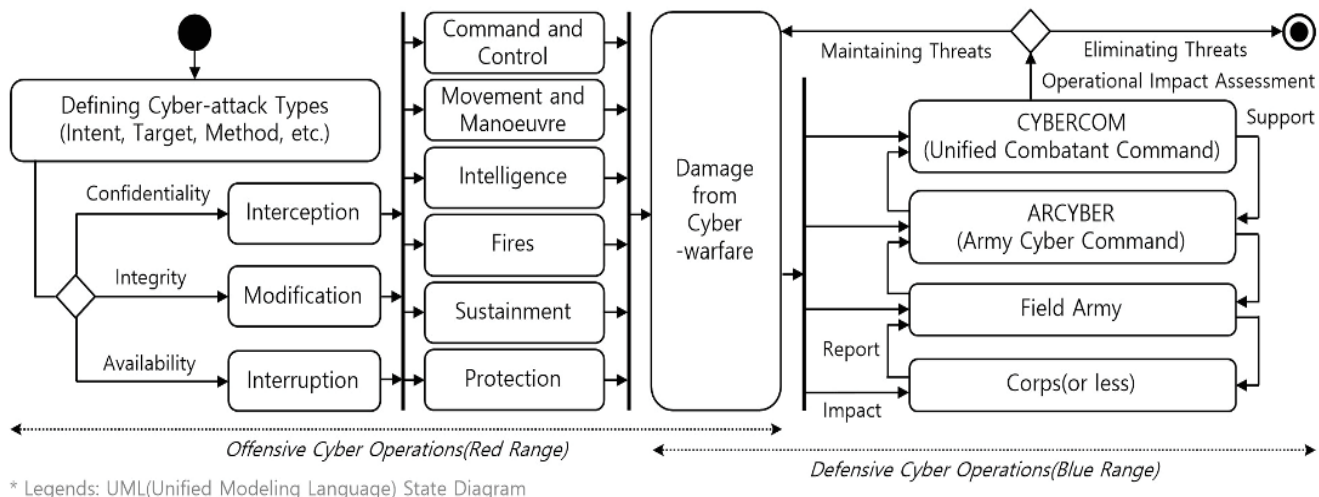 Defining Cyber-attack Types
(Intent, Target, Method, etc.)
Confidentiality
Interception
Integrity
Modification
Availability
Interruption
Command and
Control
Movement and
Manoeuvre
Intelligence
Fires
Sustainment
Protection
Damage
from
Cyber
-warfare
Maintaining Threats
Eliminating Threats
Operational Impact Assessment
CYBERCOM
(Unified Combatant Command)
Support
ARCYBER
(Army Cyber Command)
Field Army
Report
Corps(or less)
Impact
Offensive Cyber Operations(Red Range)
Defensive Cyber Operations(Blue Range)
* Legends: UML(Unified Modeling Language) State Diagram